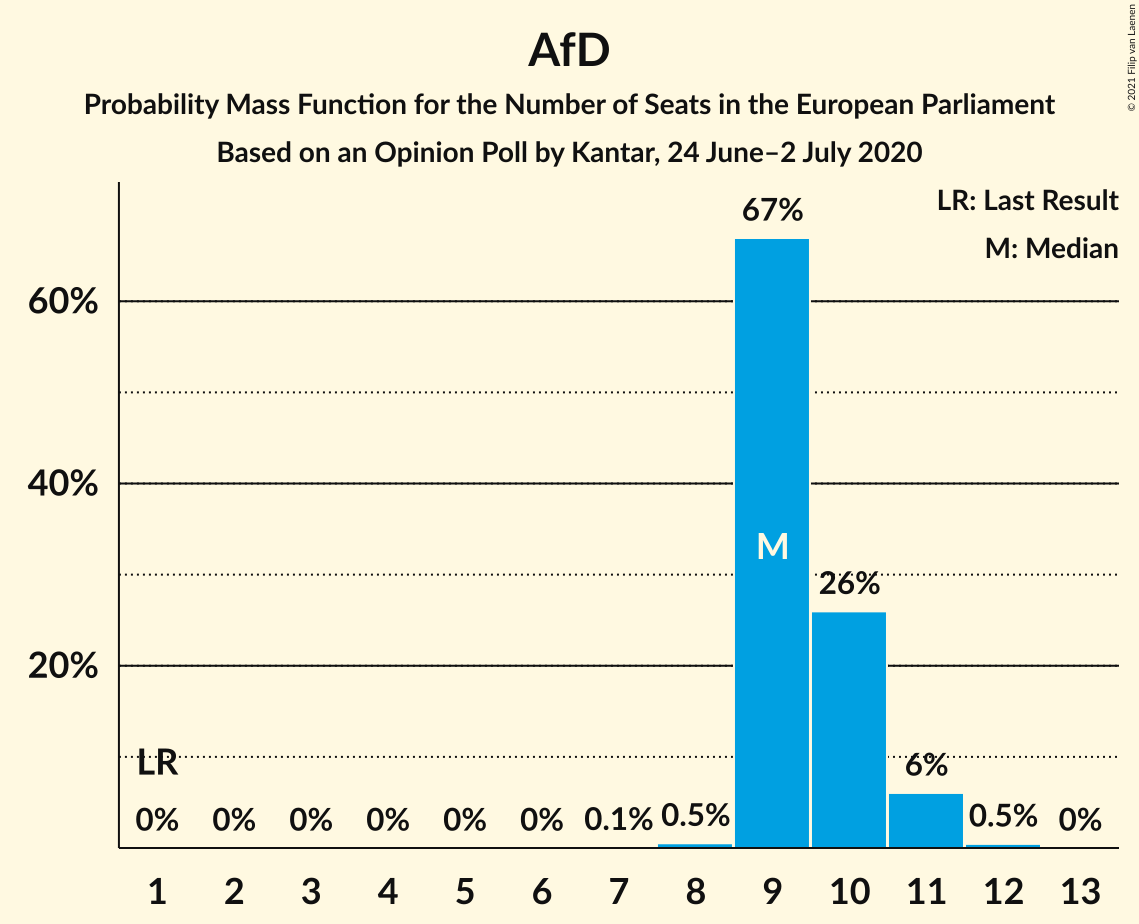 AfD
Probability Mass Function for the Number of Seats in the European Parliament
Based on an Opinion Poll by Kantar, 24 June–2 July 2020
© 2021 Filip van Laenen
LR: Last Result
M: Median
67%
60%
40%
M
26%
20%
LR
6%
0% 0% 0% 0% 0% 0% 0.1% 0.5% 0.5% 0%
1 2 3 4 5 6 7 8 9 10 11 12 13